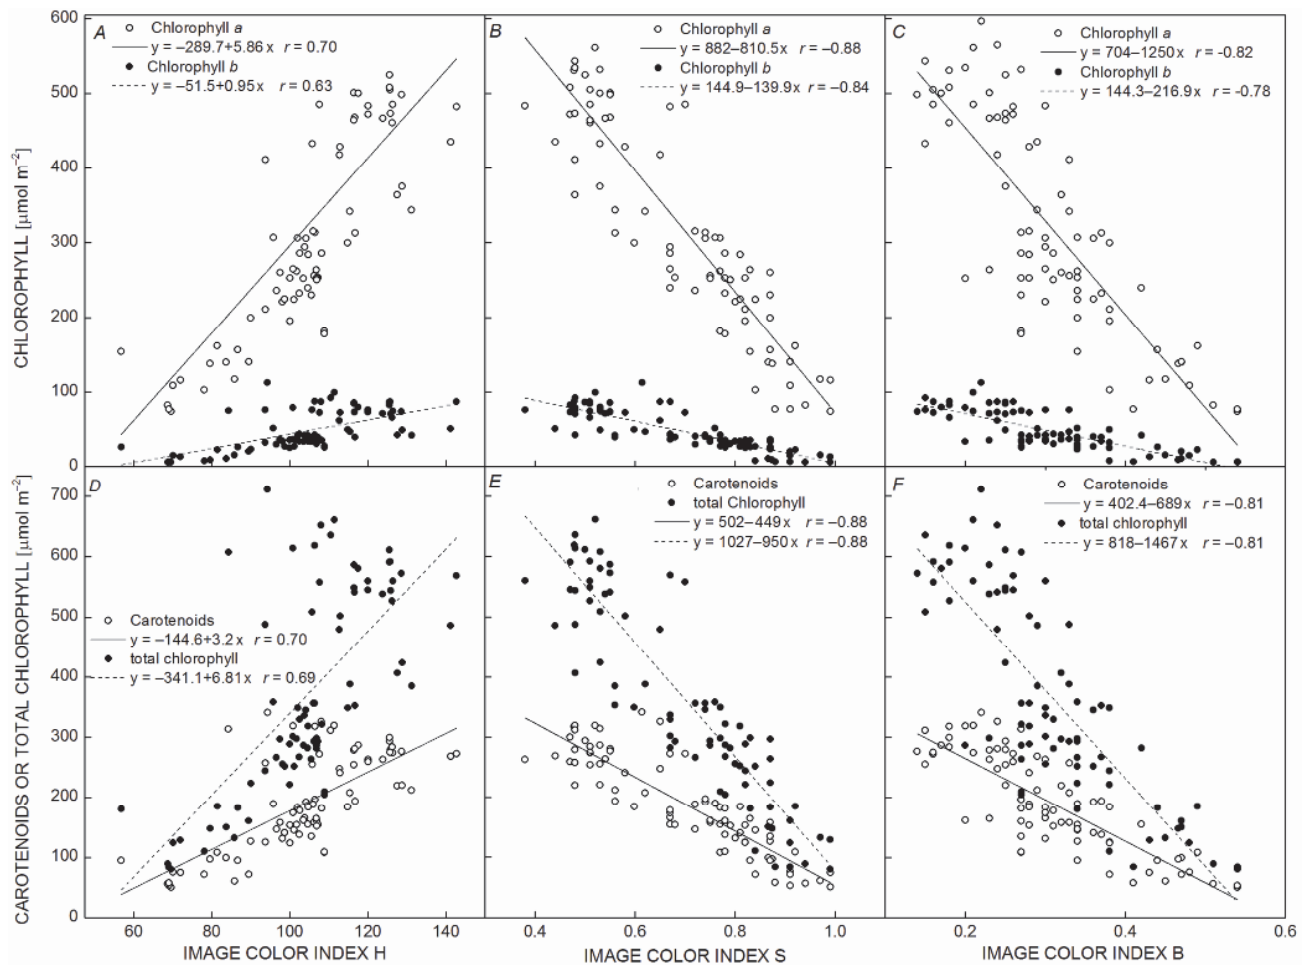 A
Chlorophyll a
y = –289.7+5.86x r = 0.70
Chlorophyll b
y = –51.5+0.95x r = 0.63
B
Chlorophyll a
y = 882–810.5x r = –0.88
Chlorophyll b
y = 144.9–139.9x r = –0.84
C
Chlorophyll a
y = 704–1250x r = -0.82
Chlorophyll b
y = 144.3–216.9x r = -0.78
600
500
400
300
200
100
0
CHLOROPHYLL [µmol m⁻²]
D
Carotenoids
y = –144.6+3.2x r = 0.70
total chlorophyll
y = –341.1+6.81x r = 0.69
E
Carotenoids
total Chlorophyll
y = 502–449x r = –0.88
y = 1027–950x r = –0.88
F
Carotenoids
y = 402.4–689x r = –0.81
total chlorophyll
y = 818–1467x r = –0.81
700
600
500
400
300
200
100
0
CAROTENOIDS OR TOTAL CHLOROPHYLL [µmol m⁻²]
60 80 100 120 140
0.4 0.6 0.8 1.0
0.2 0.4 0.6
IMAGE COLOR INDEX H
IMAGE COLOR INDEX S
IMAGE COLOR INDEX B